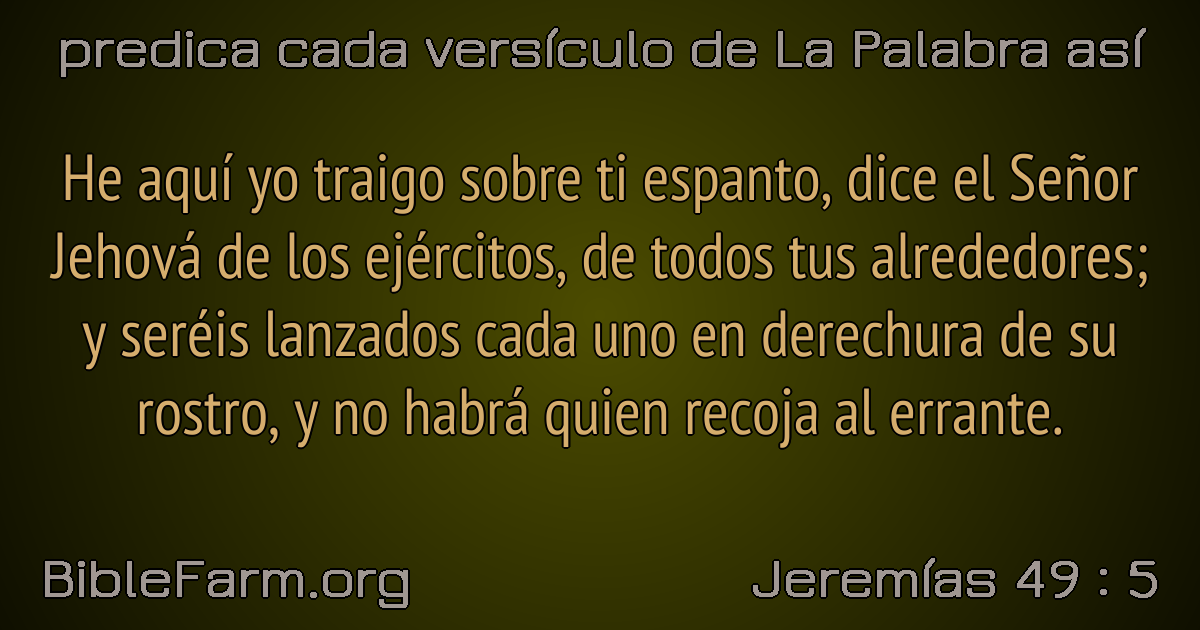 predica cada versículo de La Palabra así
He aquí yo traigo sobre ti espanto, dice el Señor
Jehová de los ejércitos, de todos tus alrededores;
y seréis lanzados cada uno en derechura de su
rostro, y no habrá quien recoja al errante.
BibleFarm.org
Jeremías 49 : 5